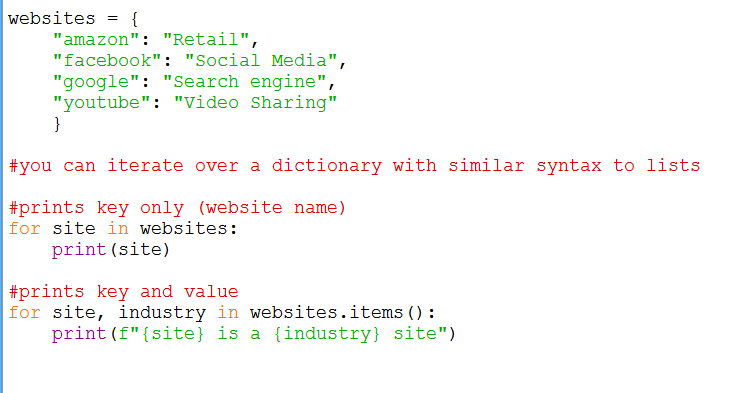 websites = {
    "amazon": "Retail",
    "facebook": "Social Media",
    "google": "Search engine",
    "youtube": "Video Sharing"
    }
#you can iterate over a dictionary with similar syntax to lists
#prints key only (website name)
for site in websites:
    print(site)
#prints key and value
for site, industry in websites.items():
    print(f"{site} is a {industry} site")